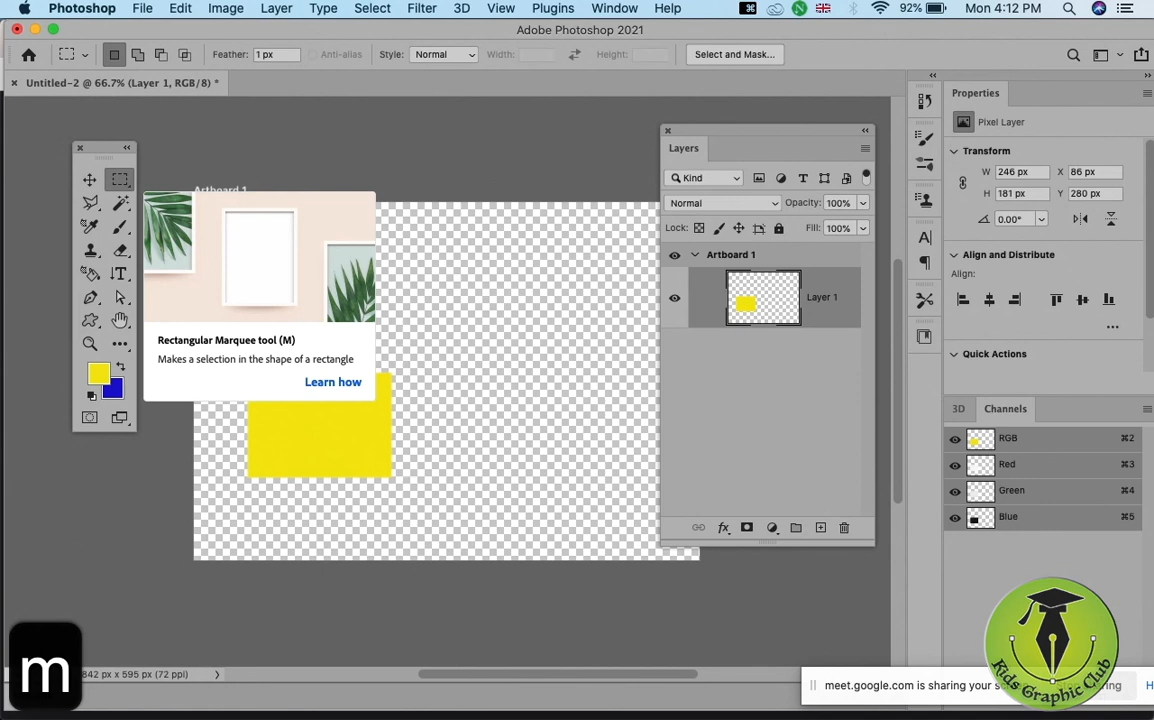 Photoshop File Edit Image Layer Type Select Filter 3D View Plugins Window Help 92% Mon 4:12 PM
Adobe Photoshop 2021
Feather: 1 px Anti-alias Style: Normal Width: Height: Select and Mask...
Untitled-2 @ 66.7% (Layer 1, RGB/8) *
Properties
Pixel Layer
Transform
W 246 px X 86 px
H 181 px Y 280 px
0.00°
Align and Distribute
Align:
Quick Actions
3D Channels
RGB ⌘2
Red ⌘3
Green ⌘4
Blue ⌘5
Layers
Kind
Normal Opacity: 100%
Lock: Fill: 100%
Artboard 1
Layer 1
fx
Artboard 1
T
Rectangular Marquee tool (M)
Makes a selection in the shape of a rectangle
Learn how
m
842 px x 595 px (72 ppi)
meet.google.com is sharing your
Kids Graphic Club